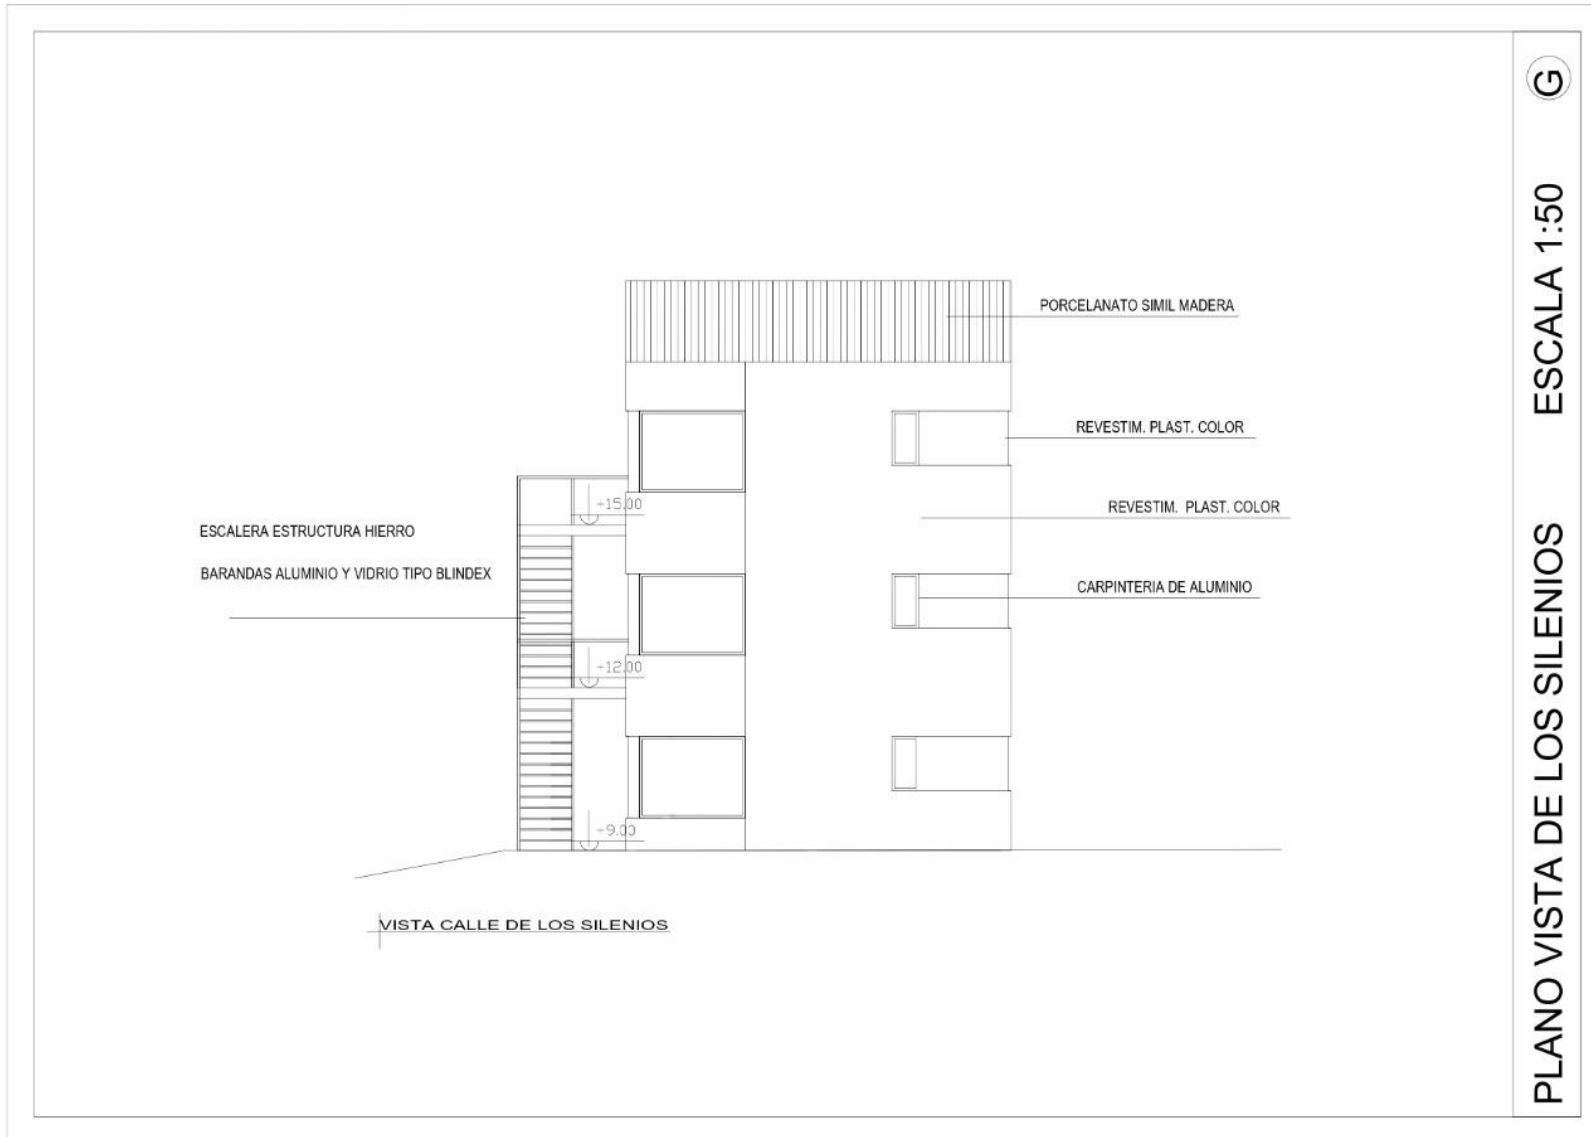 PORCELANATO SIMIL MADERA
REVESTIM. PLAST. COLOR
+15.00
REVESTIM. PLAST. COLOR
ESCALERA ESTRUCTURA HIERRO
BARANDAS ALUMINIO Y VIDRIO TIPO BLINDEX
CARPINTERIA DE ALUMINIO
+12.00
+9.00
VISTA CALLE DE LOS SILENIOS
PLANO VISTA DE LOS SILENIOS ESCALA 1:50 G